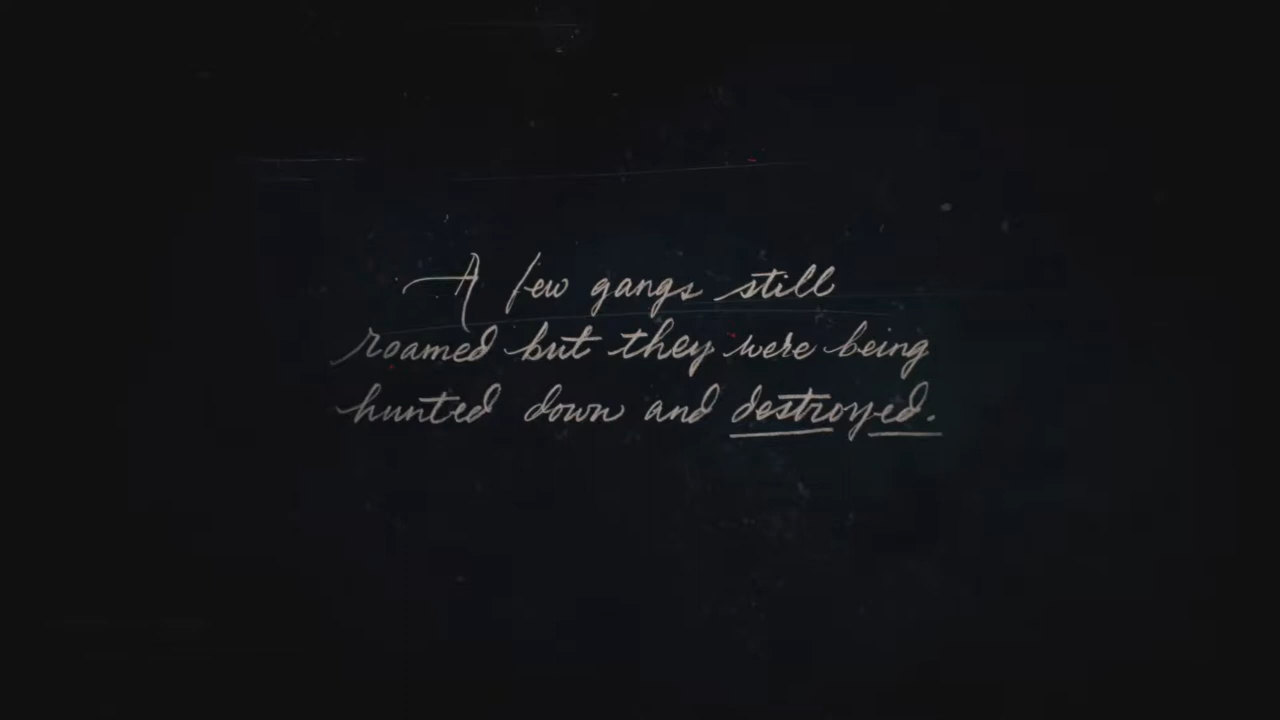 A few gangs still
roamed but they were being
hunted down and destroyed.